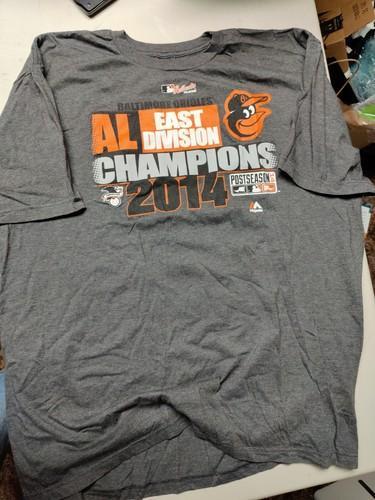 BALTIMORE ORIOLES
AL EAST DIVISION
CHAMPIONS
2014
POSTSEASON